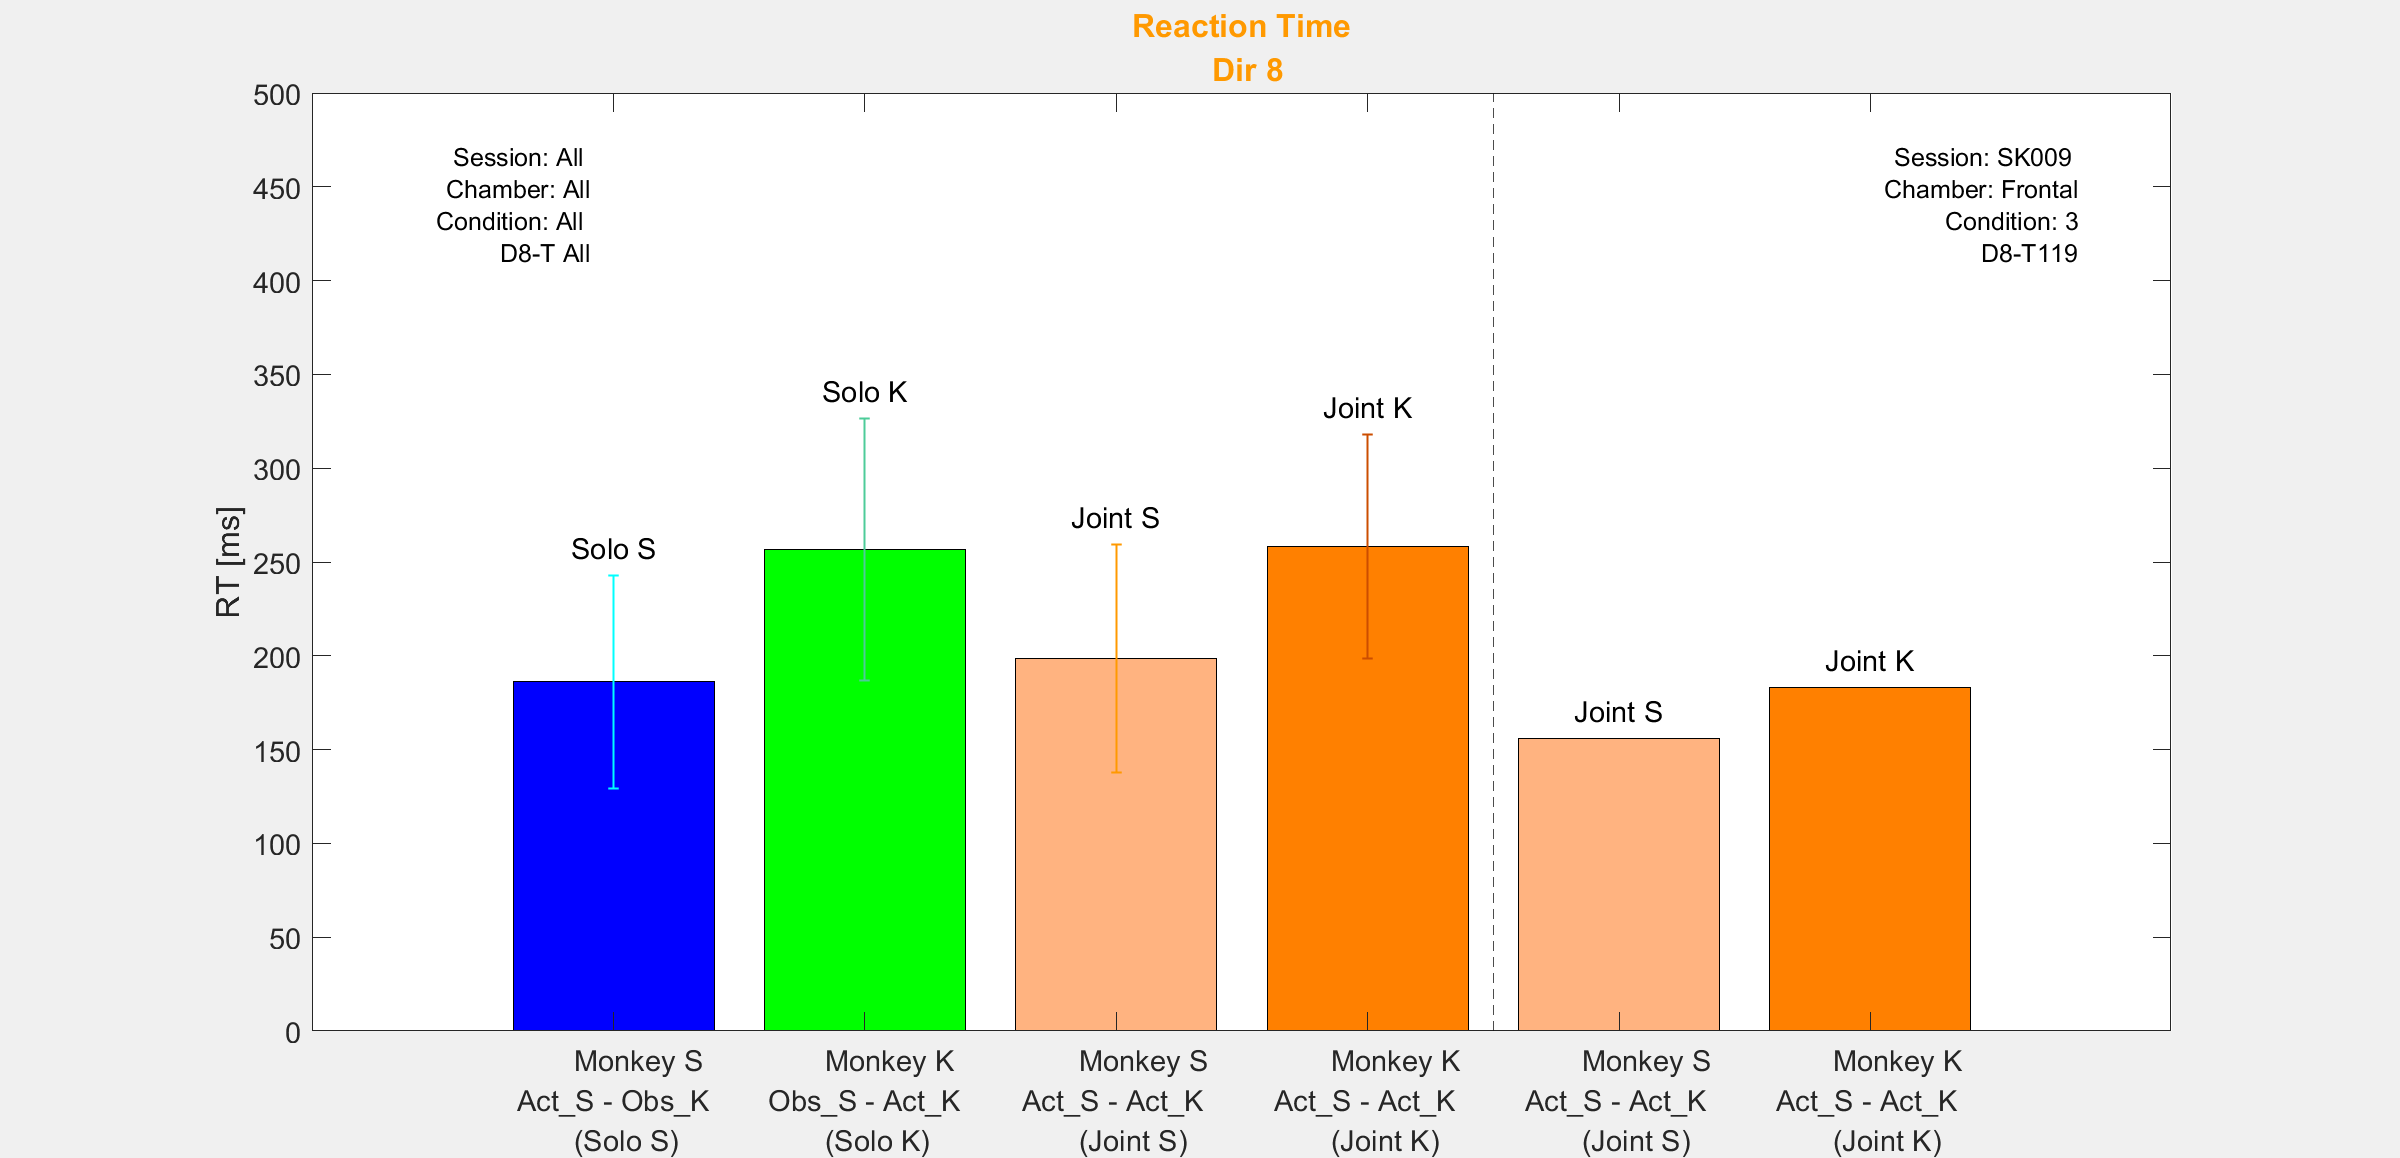 Reaction Time
Dir 8
500
450
400
350
300
250
200
150
100
50
0
RT [ms]
Session: All
Chamber: All
Condition: All
D8-T All
Session: SK009
Chamber: Frontal
Condition: 3
D8-T119
Solo S
Solo K
Joint S
Joint K
Joint S
Joint K
Monkey S
Act_S - Obs_K
(Solo S)
Monkey K
Obs_S - Act_K
(Solo K)
Monkey S
Act_S - Act_K
(Joint S)
Monkey K
Act_S - Act_K
(Joint K)
Monkey S
Act_S - Act_K
(Joint S)
Monkey K
Act_S - Act_K
(Joint K)